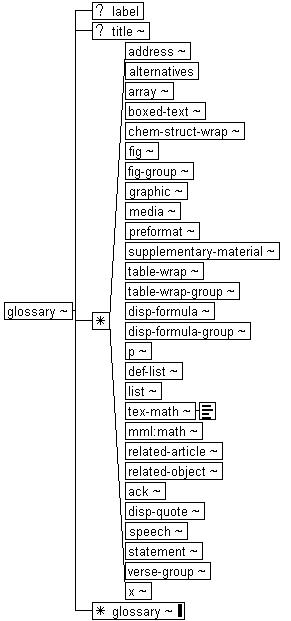 ? label
? title ~
address ~
alternatives
array ~
boxed-text ~
chem-struct-wrap ~
fig ~
fig-group ~
graphic ~
media ~
preformat ~
supplementary-material ~
table-wrap ~
table-wrap-group ~
glossary ~
*
disp-formula ~
disp-formula-group ~
p ~
def-list ~
list ~
tex-math ~
mml:math ~
related-article ~
related-object ~
ack ~
disp-quote ~
speech ~
statement ~
verse-group ~
x ~
* glossary ~